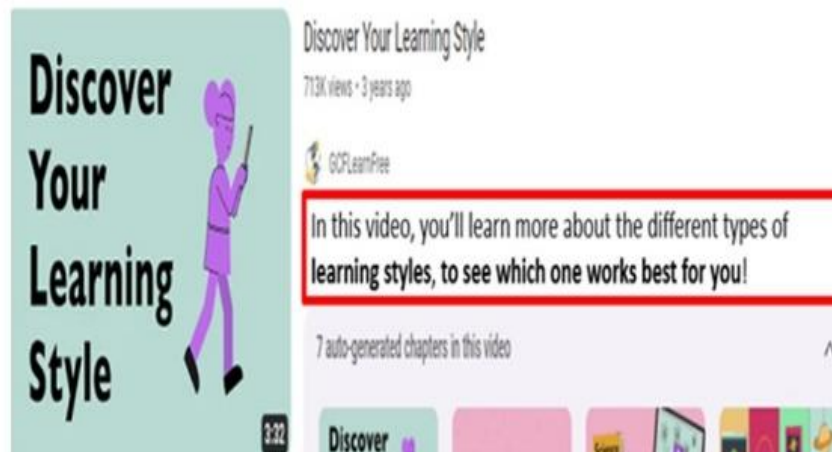 Discover
Your
Learning
Style
3:32
Discover Your Learning Style
713K views • 3 years ago
GCFLearnFree
In this video, you'll learn more about the different types of
learning styles, to see which one works best for you!
7 auto-generated chapters in this video
Discover
Science